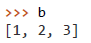 >>> b
[1, 2, 3]